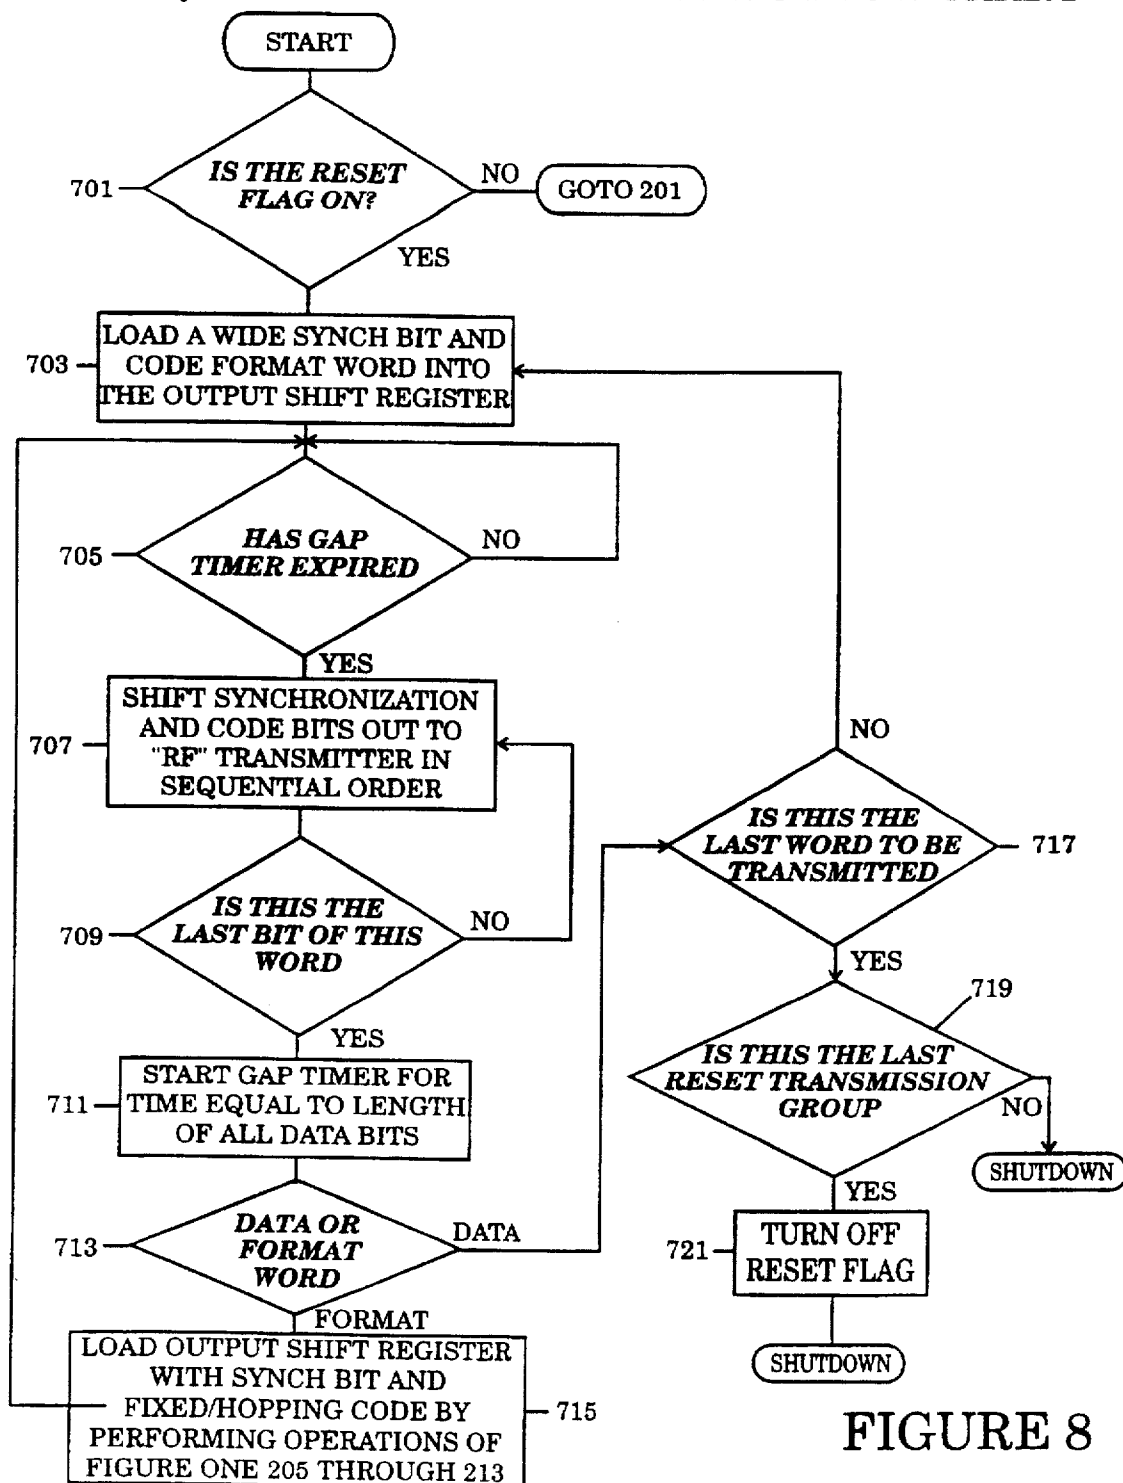 START
701
IS THE RESET
FLAG ON?
NO
GOTO 201
YES
703
LOAD A WIDE SYNCH BIT AND
CODE FORMAT WORD INTO
THE OUTPUT SHIFT REGISTER
705
HAS GAP
TIMER EXPIRED
NO
YES
707
SHIFT SYNCHRONIZATION
AND CODE BITS OUT TO
"RF" TRANSMITTER IN
SEQUENTIAL ORDER
709
IS THIS THE
LAST BIT OF THIS
WORD
NO
YES
711
START GAP TIMER FOR
TIME EQUAL TO LENGTH
OF ALL DATA BITS
713
DATA OR
FORMAT
WORD
DATA
FORMAT
LOAD OUTPUT SHIFT REGISTER
WITH SYNCH BIT AND
FIXED/HOPPING CODE BY
PERFORMING OPERATIONS OF
FIGURE ONE 205 THROUGH 213
715
NO
IS THIS THE
LAST WORD TO BE
TRANSMITTED
717
YES
719
IS THIS THE LAST
RESET TRANSMISSION
GROUP
NO
SHUTDOWN
YES
721
TURN OFF
RESET FLAG
SHUTDOWN
FIGURE 8